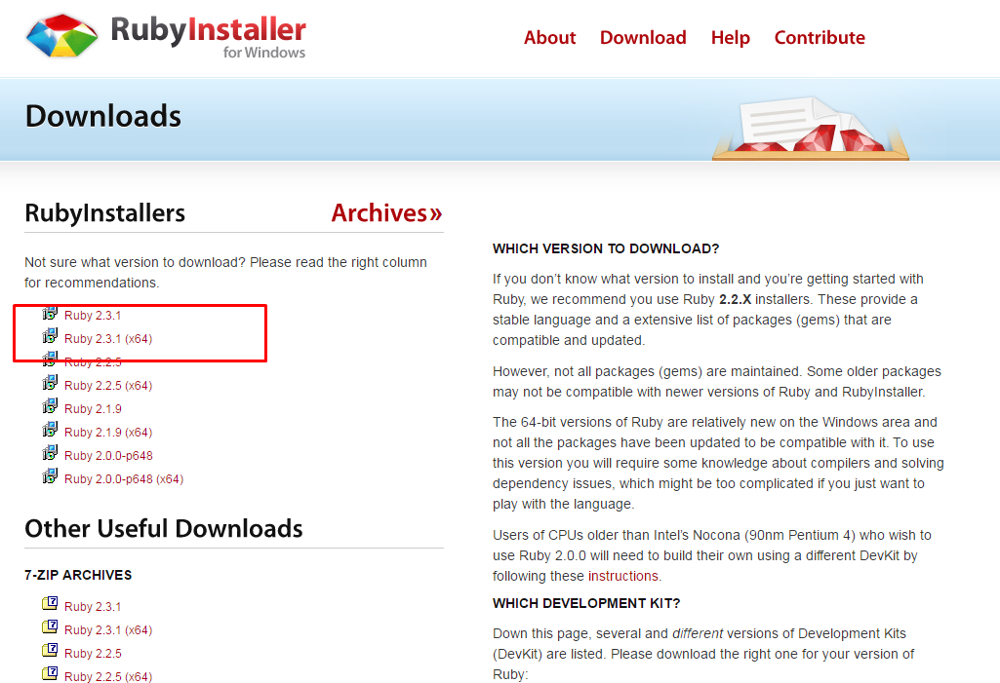 RubyInstaller
for Windows
About Download Help Contribute
Downloads
RubyInstallers Archives»
Not sure what version to download? Please read the right column
for recommendations.
Ruby 2.3.1
Ruby 2.3.1 (x64)
Ruby 2.2.5
Ruby 2.2.5 (x64)
Ruby 2.1.9
Ruby 2.1.9 (x64)
Ruby 2.0.0-p648
Ruby 2.0.0-p648 (x64)
Other Useful Downloads
7-ZIP ARCHIVES
Ruby 2.3.1
Ruby 2.3.1 (x64)
Ruby 2.2.5
Ruby 2.2.5 (x64)
WHICH VERSION TO DOWNLOAD?
If you don’t know what version to install and you’re getting started with
Ruby, we recommend you use Ruby 2.2.X installers. These provide a
stable language and a extensive list of packages (gems) that are
compatible and updated.
However, not all packages (gems) are maintained. Some older packages
may not be compatible with newer versions of Ruby and RubyInstaller.
The 64-bit versions of Ruby are relatively new on the Windows area and
not all the packages have been updated to be compatible with it. To use
this version you will require some knowledge about compilers and solving
dependency issues, which might be too complicated if you just want to
play with the language.
Users of CPUs older than Intel’s Nocona (90nm Pentium 4) who wish to
use Ruby 2.0.0 will need to build their own using a different DevKit by
following these instructions.
WHICH DEVELOPMENT KIT?
Down this page, several and different versions of Development Kits
(DevKit) are listed. Please download the right one for your version of
Ruby: